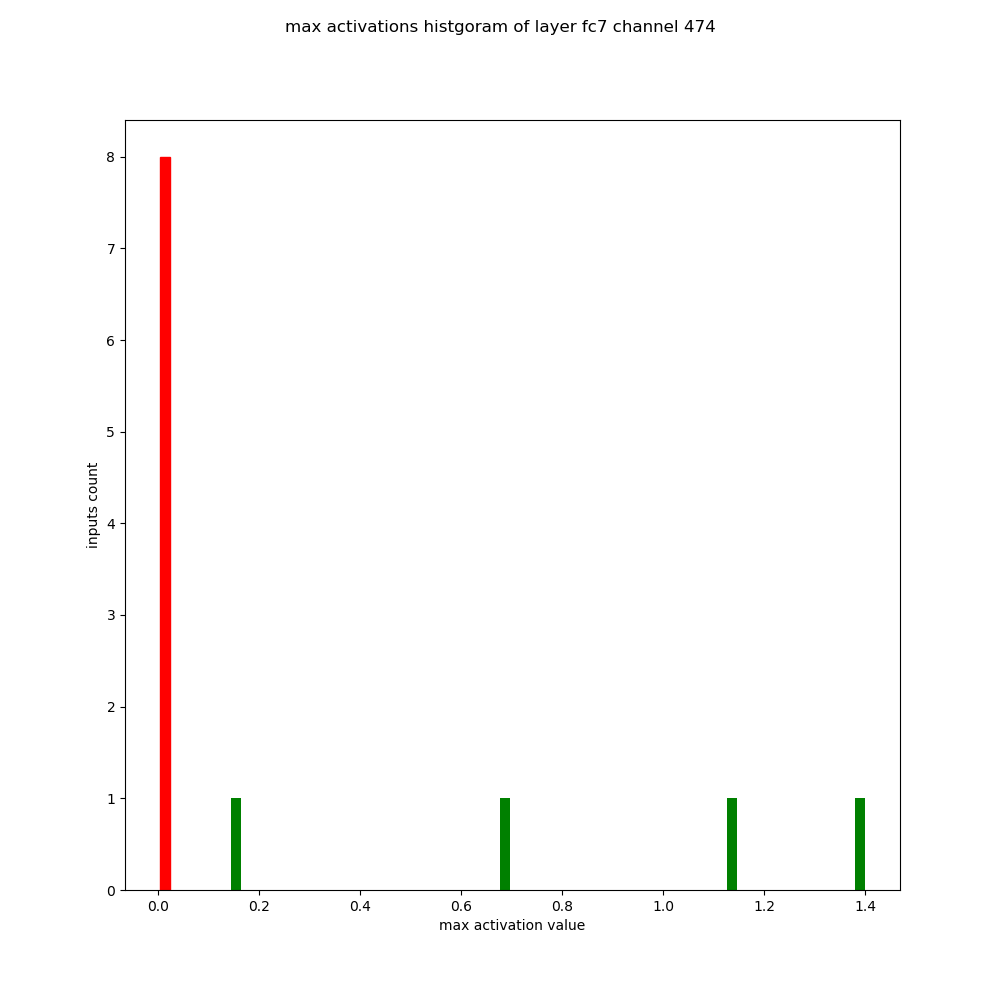 max activations histgoram of layer fc7 channel 474
8
7
6
5
4
3
2
1
0
inputs count
0.0 0.2 0.4 0.6 0.8 1.0 1.2 1.4
max activation value